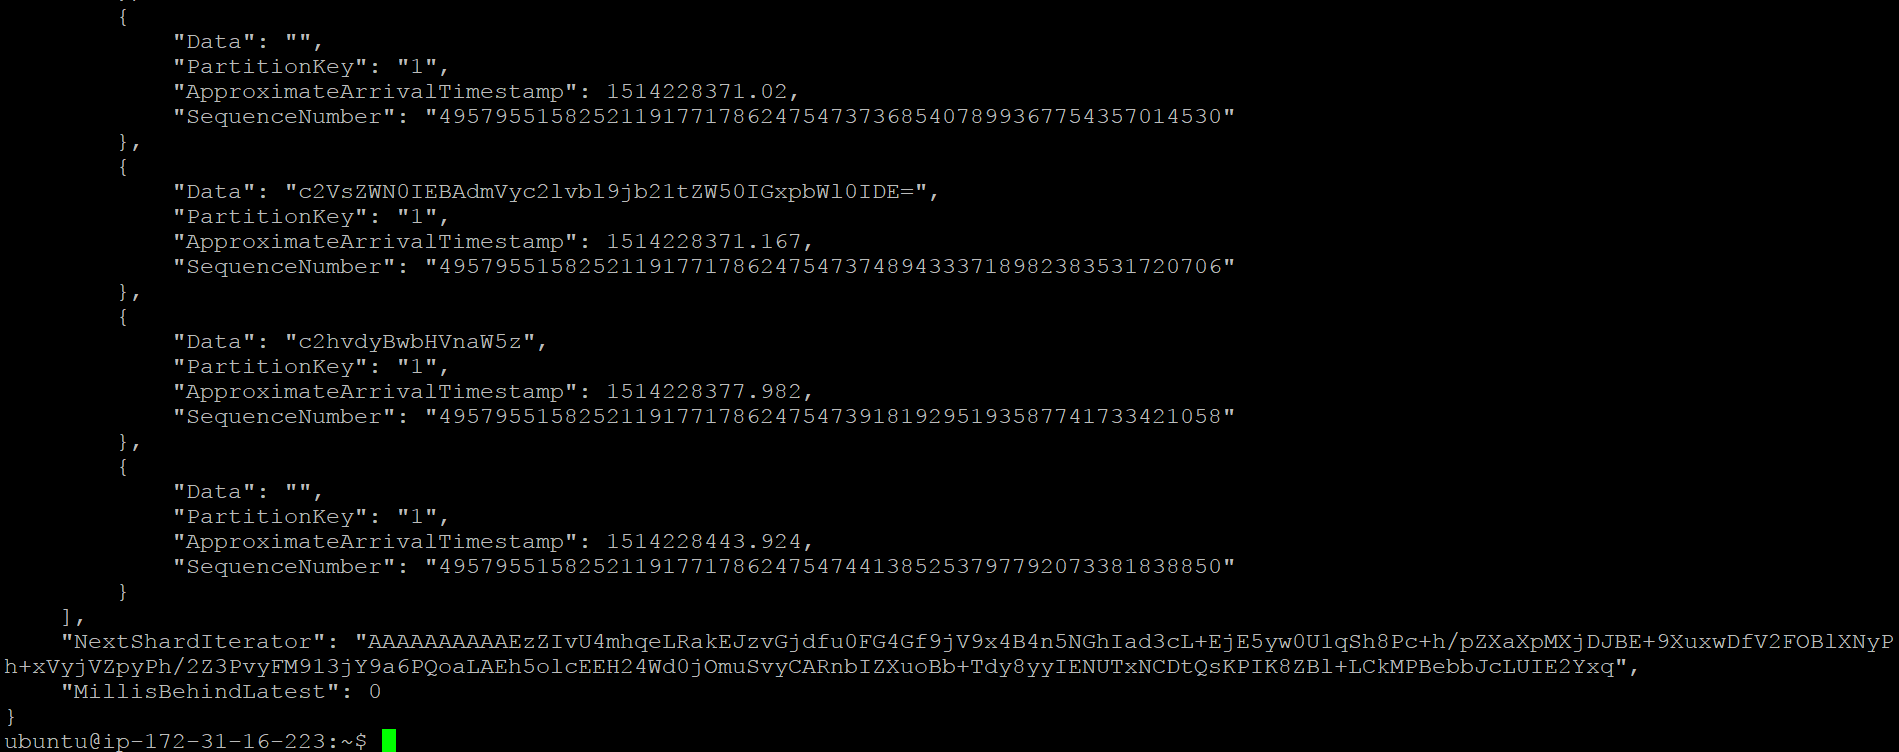 {
"Data": "",
"PartitionKey": "1",
"ApproximateArrivalTimestamp": 1514228371.02,
"SequenceNumber": "49579551582521191771786247547373685407899367754357014530"
},
{
"Data": "c2VsZWN0IEBAdmVyc2lvbl9jb21tZW50IGxpbWl0IDE=",
"PartitionKey": "1",
"ApproximateArrivalTimestamp": 1514228371.167,
"SequenceNumber": "49579551582521191771786247547374894333718982383531720706"
},
{
"Data": "c2hvdyBwbHVnaW5z",
"PartitionKey": "1",
"ApproximateArrivalTimestamp": 1514228377.982,
"SequenceNumber": "49579551582521191771786247547391819295193587741733421058"
},
{
"Data": "",
"PartitionKey": "1",
"ApproximateArrivalTimestamp": 1514228443.924,
"SequenceNumber": "49579551582521191771786247547441385253797792073381838850"
}
],
"NextShardIterator": "AAAAAAAAAAEzZIvU4mhqeLRakEJzvGjdfu0FG4Gf9jV9x4B4n5NGhIad3cL+EjE5yw0U1qSh8Pc+h/pZXaXpMXjDJBE+9XuxwDfV2FOBlXNyP
h+xVyjVZpyPh/2Z3PvyFM913jY9a6PQoaLAEh5olcEEH24Wd0jOmuSvyCARnbIZXuoBb+Tdy8yyIENUTxNCDtQsKPIK8ZBl+LCkMPBebbJcLUIE2Yxq",
"MillisBehindLatest": 0
}
ubuntu@ip-172-31-16-223:~$